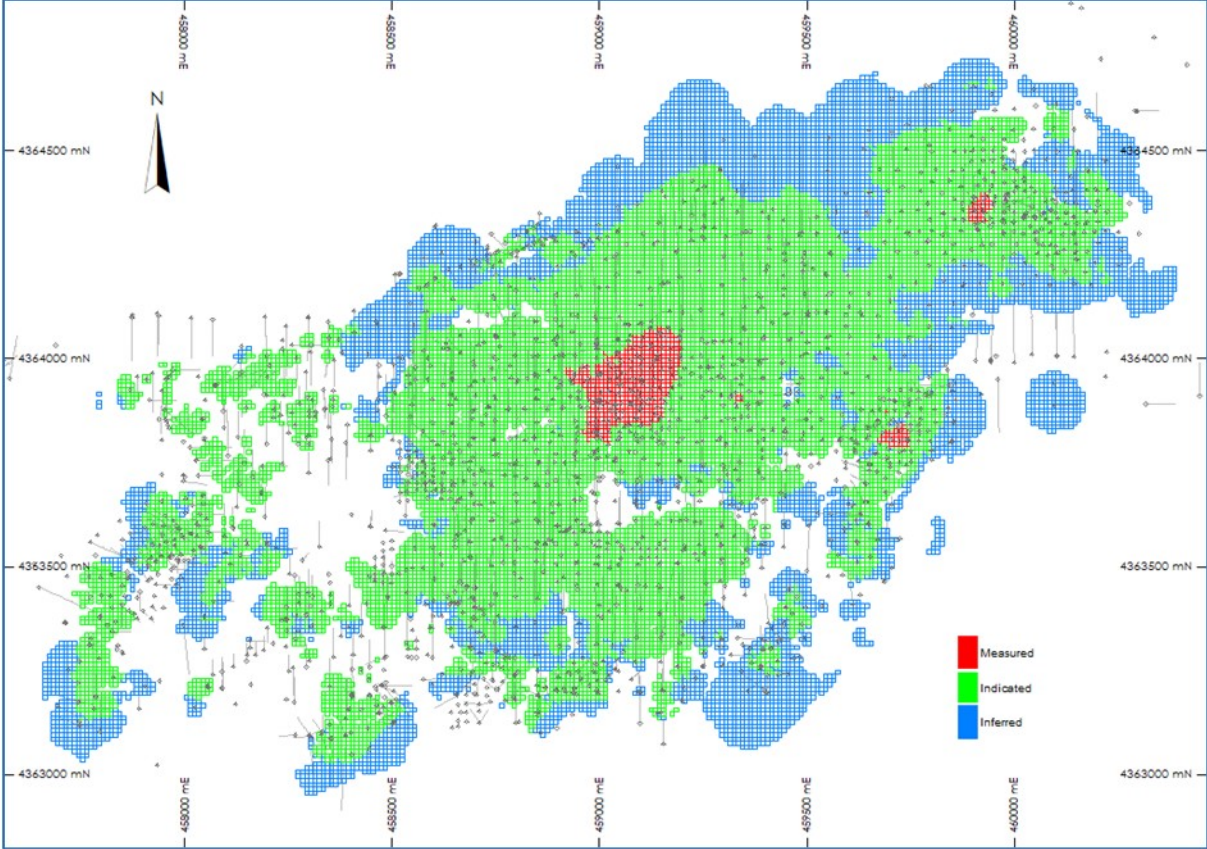 458000 mE
458500 mE
459000 mE
459500 mE
460000 mE
N
4364500 mN
4364500 mN
4364000 mN
4364000 mN
4363500 mN
4363500 mN
Measured
Indicated
Inferred
4363000 mN
4363000 mN
458000 mE
458500 mE
459000 mE
459500 mE
460000 mE